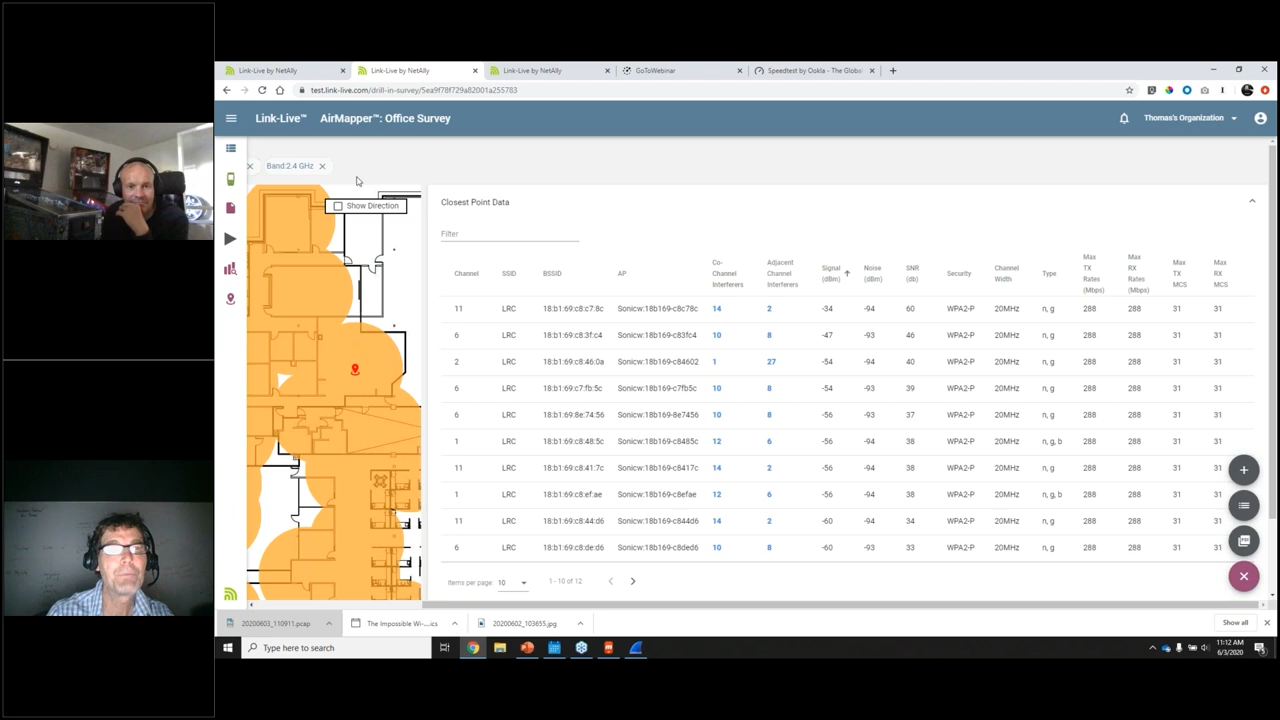 Link-Live by NetAlly
Link-Live by NetAlly
Link-Live by NetAlly
GoToWebinar
Speedtest by Ookla - The Globa
test.link-live.com/drill-in-survey/5ea9f78f729a82001a255783
Link-Live™ AirMapper™: Office Survey
Thomas's Organization
Band:2.4 GHz
Show Direction
Closest Point Data
Filter
Channel SSID BSSID AP Co-Channel Interferers Adjacent Channel Interferers Signal (dBm) Noise (dBm) SNR (db) Security Channel Width Type Max TX Rates (Mbps) Max RX Rates (Mbps) Max TX MCS Max RX MCS
11 LRC 18:b1:69:c8:c7:8c Sonicw:18b169-c8c78c 14 2 -34 -94 60 WPA2-P 20MHz n, g 288 288 31 31
6 LRC 18:b1:69:c8:3f:c4 Sonicw:18b169-c83fc4 10 8 -47 -93 46 WPA2-P 20MHz n, g 288 288 31 31
2 LRC 18:b1:69:c8:46:0a Sonicw:18b169-c84602 1 27 -54 -94 40 WPA2-P 20MHz n, g 288 288 31 31
6 LRC 18:b1:69:c7:fb:5c Sonicw:18b169-c7fb5c 10 8 -54 -93 39 WPA2-P 20MHz n, g 288 288 31 31
6 LRC 18:b1:69:8e:74:56 Sonicw:18b169-8e7456 10 8 -56 -93 37 WPA2-P 20MHz n, g 288 288 31 31
1 LRC 18:b1:69:c8:48:5c Sonicw:18b169-c8485c 12 6 -56 -94 38 WPA2-P 20MHz n, g, b 288 288 31 31
11 LRC 18:b1:69:c8:41:7c Sonicw:18b169-c8417c 14 2 -56 -94 38 WPA2-P 20MHz n, g 288 288 31 31
1 LRC 18:b1:69:c8:ef:ae Sonicw:18b169-c8efae 12 6 -56 -94 38 WPA2-P 20MHz n, g, b 288 288 31 31
11 LRC 18:b1:69:c8:44:d6 Sonicw:18b169-c844d6 14 2 -60 -94 34 WPA2-P 20MHz n, g 288 288 31 31
6 LRC 18:b1:69:c8:de:d6 Sonicw:18b169-c8ded6 10 8 -60 -93 33 WPA2-P 20MHz n, g 288 288 31 31
Items per page: 10 1 - 10 of 12
20200603_110911.pcap
The Impossible Wi-...ics
20200602_103655.jpg
Show all
Type here to search
11:12 AM
6/3/2020